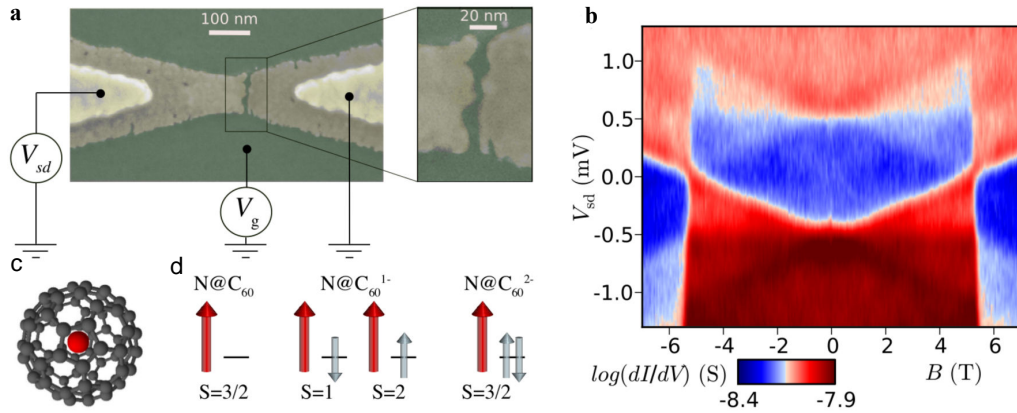 a
100 nm
20 nm
V_sd
V_g
b
1.0
0.5
0.0
-0.5
-1.0
V_sd (mV)
-6 -4 -2 0 2 4 6
log(dI/dV) (S)
-8.4 -7.9
B (T)
c
d
N@C_60 N@C_60^1- N@C_60^2-
S=3/2 S=1 S=2 S=3/2